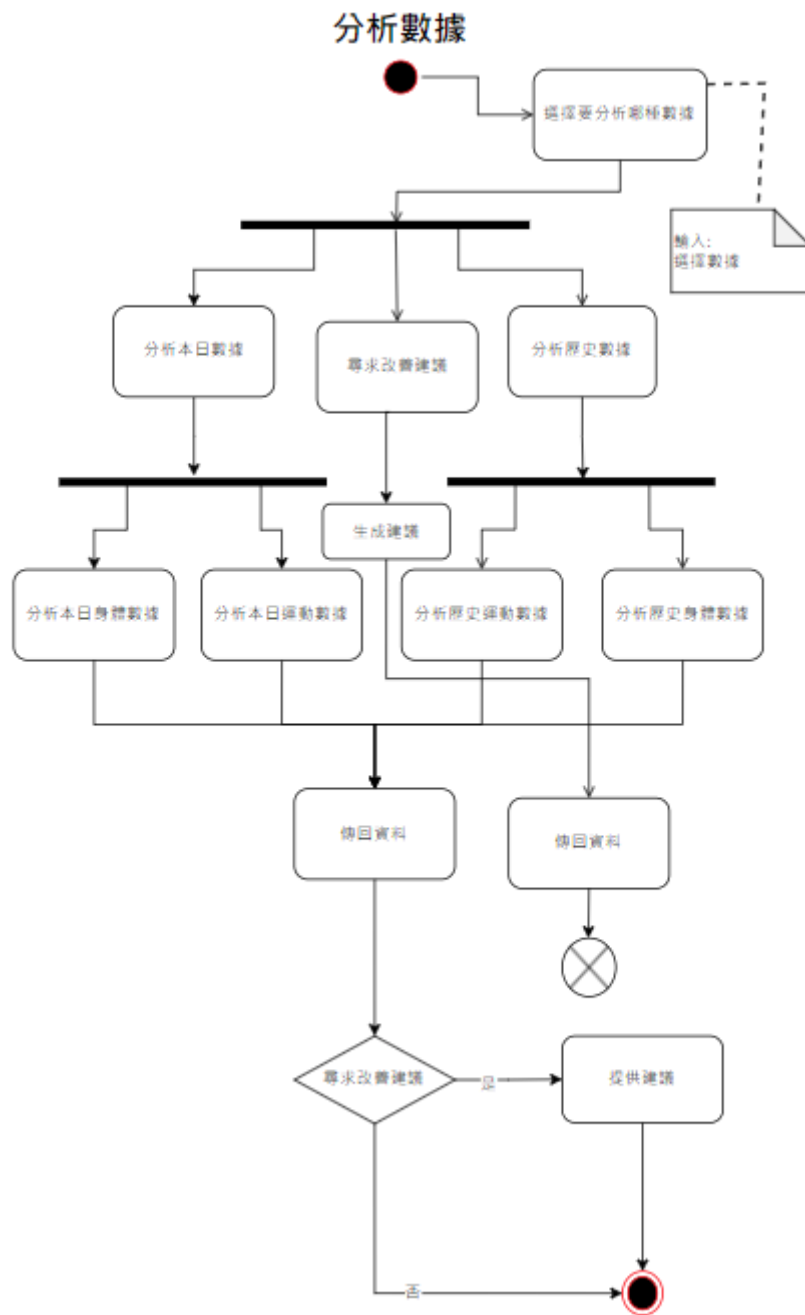 分析數據
選擇要分析哪種數據
輸入:
選擇數據
分析本日數據
尋求改善建議
分析歷史數據
生成建議
分析本日身體數據
分析本日運動數據
分析歷史運動數據
分析歷史身體數據
傳回資料
傳回資料
尋求改善建議
是
提供建議
否